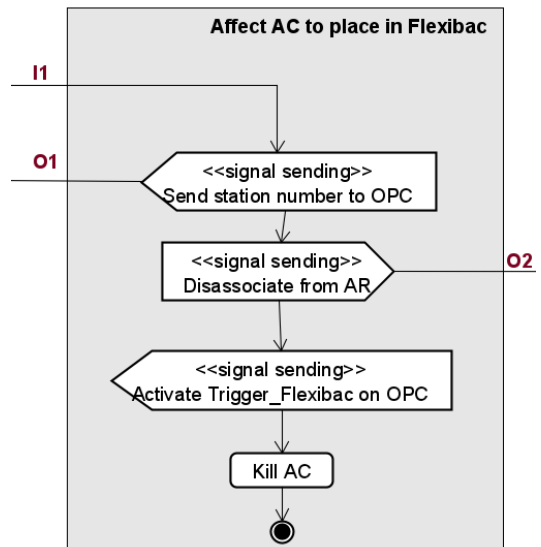 Affect AC to place in Flexibac
I1
O1
<<signal sending>>
Send station number to OPC
<<signal sending>>
Disassociate from AR
O2
<<signal sending>>
Activate Trigger_Flexibac on OPC
Kill AC